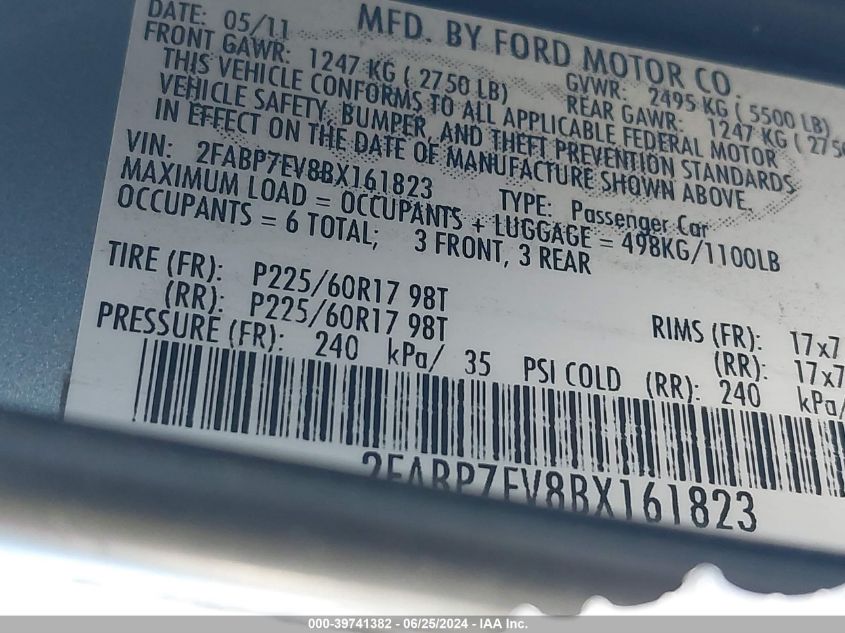 DATE: 05/11 MFD. BY FORD MOTOR CO.
FRONT GAWR: 1247 KG ( 2750 LB) GVWR: 2495 KG ( 5500 LB)
REAR GAWR: 1247 KG ( 275
THIS VEHICLE CONFORMS TO ALL APPLICABLE FEDERAL MOTOR
VEHICLE SAFETY, BUMPER, AND THEFT PREVENTION STANDARDS
IN EFFECT ON THE DATE OF MANUFACTURE SHOWN ABOVE.
VIN: 2FABP7EV8BX161823 TYPE: Passenger Car
MAXIMUM LOAD = OCCUPANTS + LUGGAGE = 498KG/1100LB
OCCUPANTS = 6 TOTAL; 3 FRONT, 3 REAR
TIRE (FR): P225/60R17 98T RIMS (FR): 17x7
(RR): P225/60R17 98T (RR): 17x7
PRESSURE (FR): 240 kPa/ 35 PSI COLD (RR): 240 kPa/
2FABP7EV8BX161823
000-39741382 - 06/25/2024 - IAA Inc.